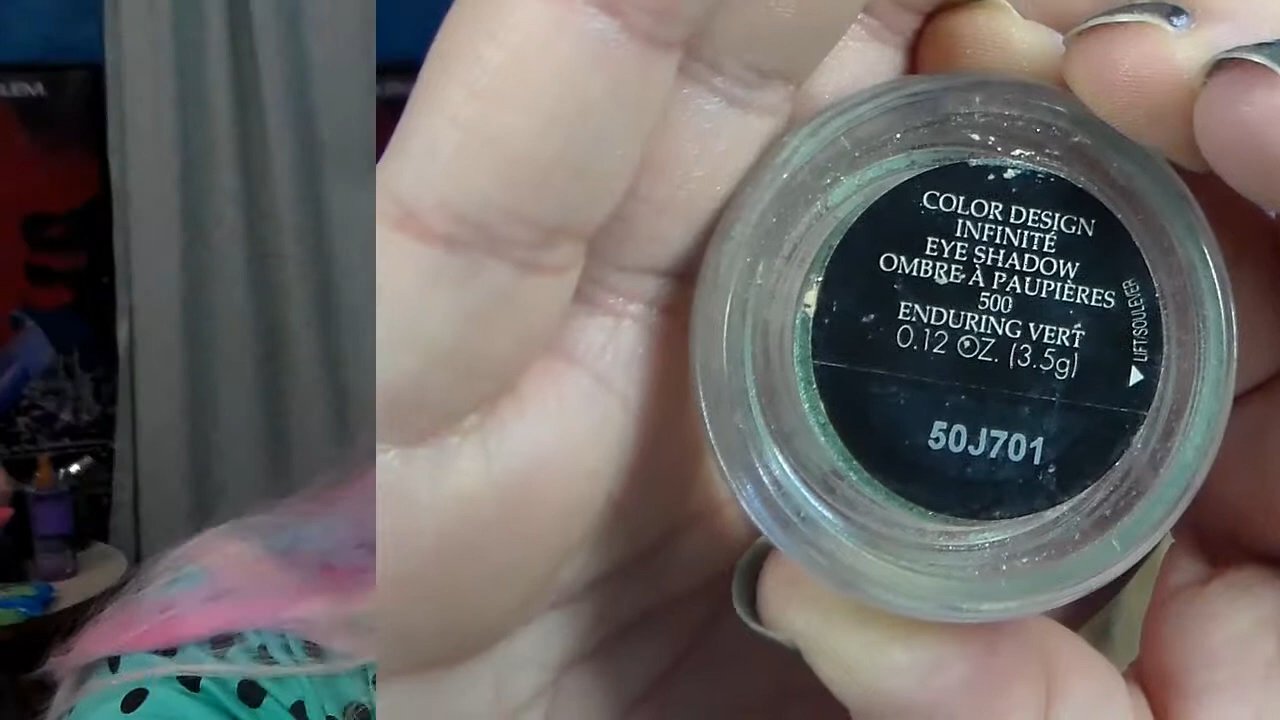 COLOR DESIGN
INFINITÉ
EYE SHADOW
OMBRE À PAUPIÈRES
500
ENDURING VERT
0.12 OZ. (3.5g)
LIFT/SOULEVER
50J701